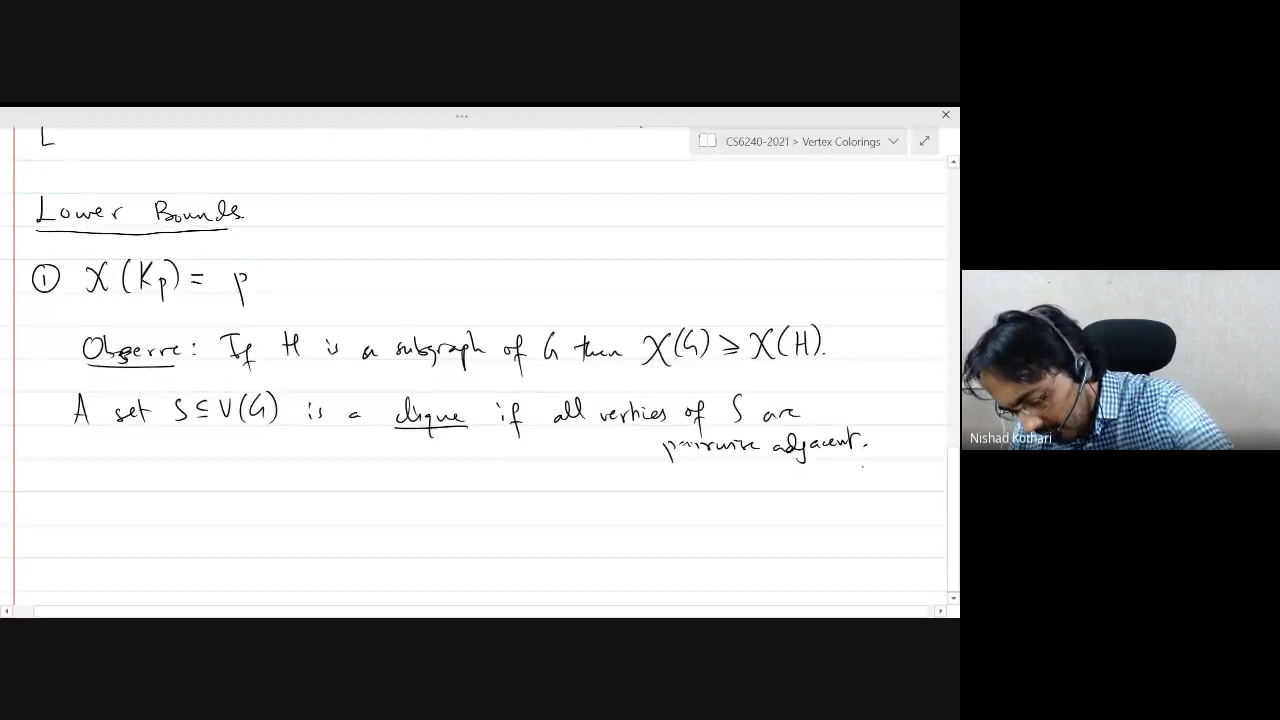 CS6240-2021 > Vertex Colorings
Lower Bounds
① χ(Kp) = p
Observe: If H is a subgraph of G then χ(G) ⩾ χ(H).
A set S ⊆ V(G) is a clique if all verties of S are
pairwise adjacent.
Nishad Kothari